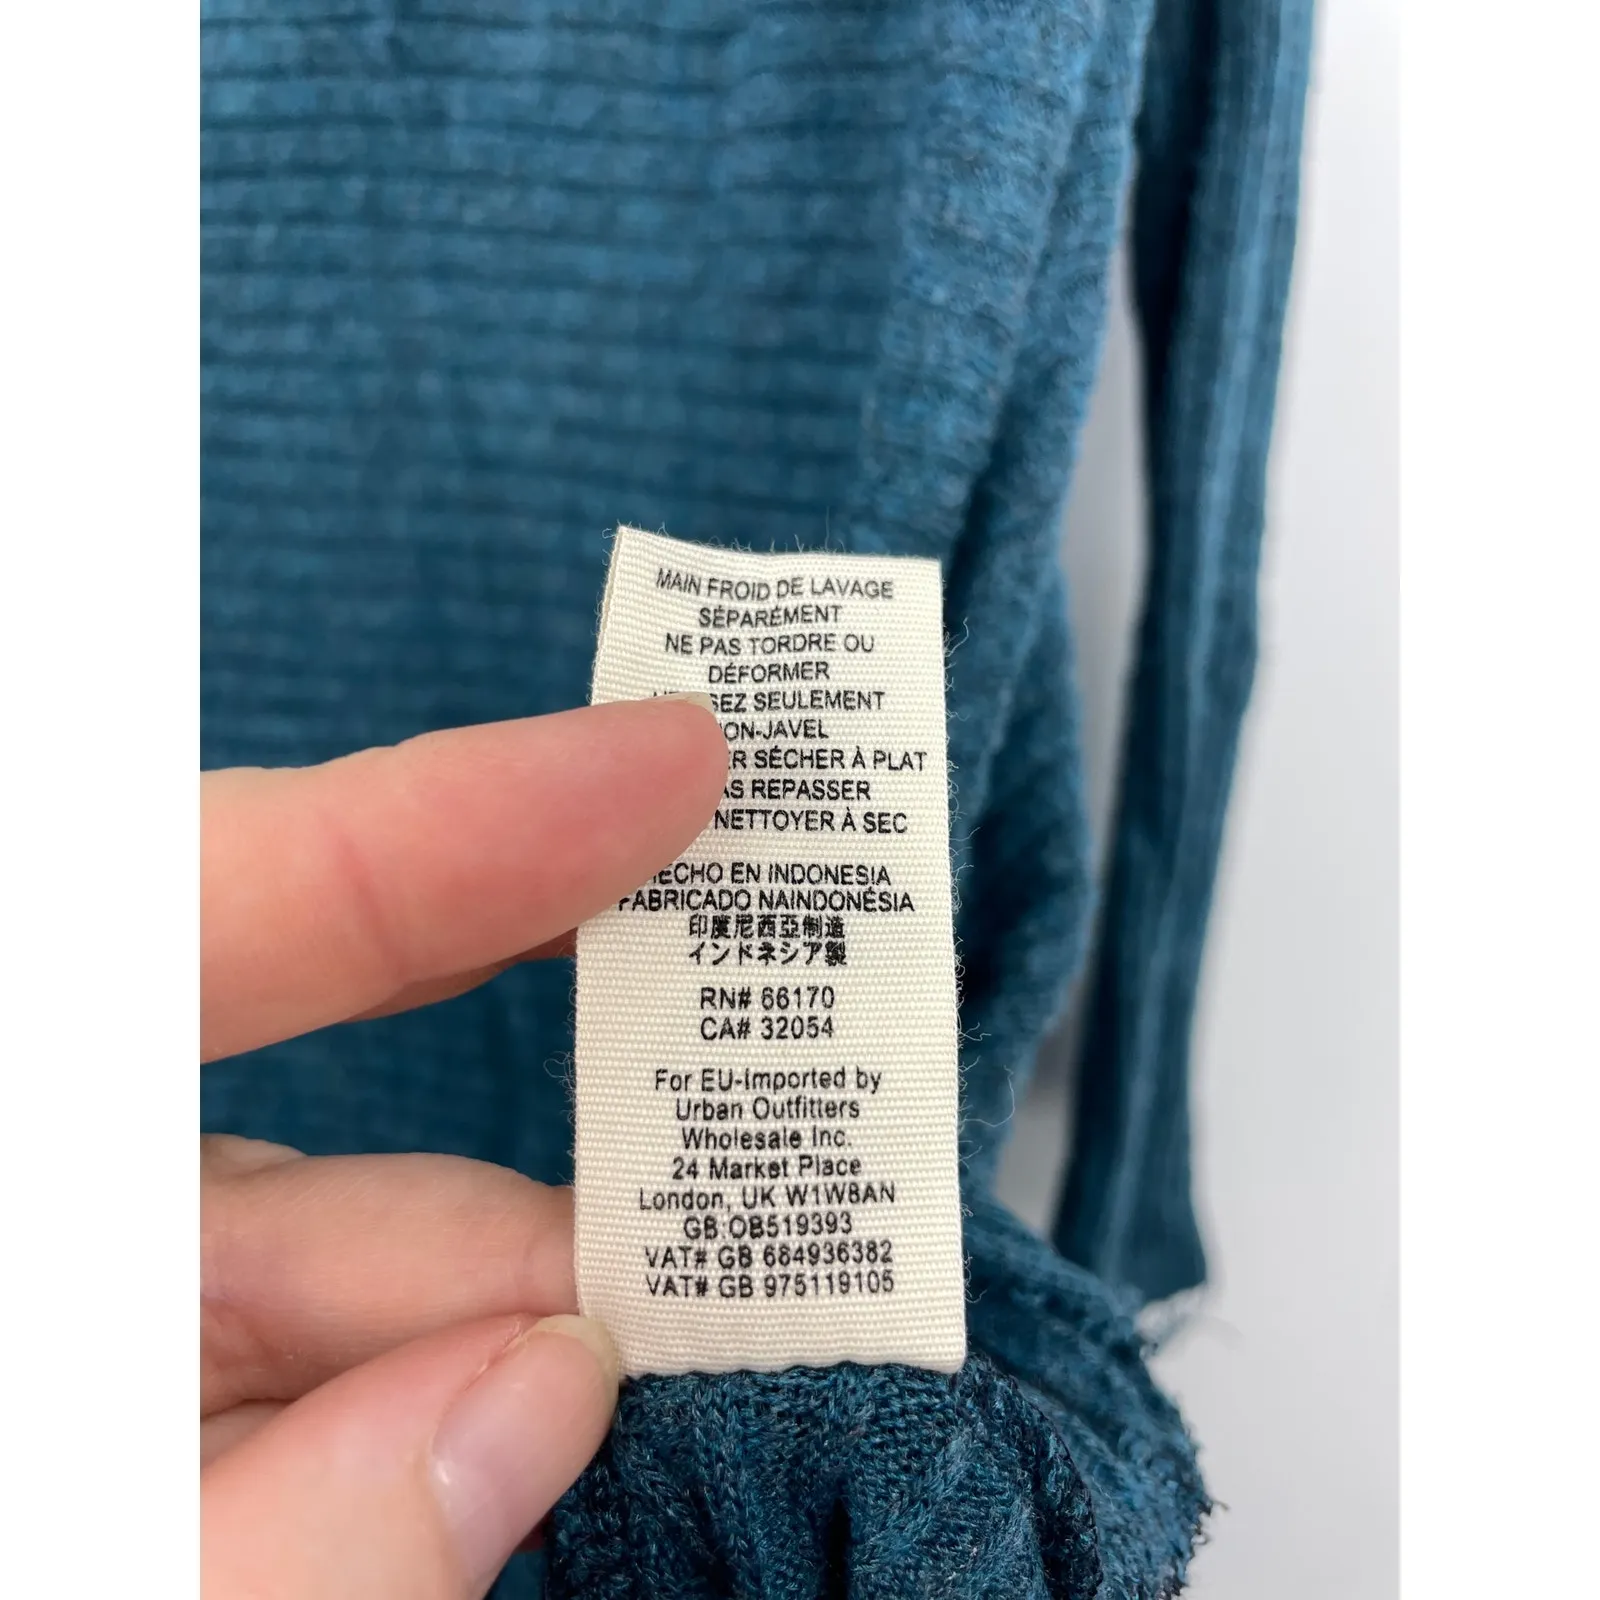 MAIN FROID DE LAVAGE
SÉPARÉMENT
NE PAS TORDRE OU
DÉFORMER
SEULEMENT
SÉCHER À PLAT
REPASSER
NETTOYER À SEC
EN INDONESIA
FABRICADO NAINDONÉSIA
印度尼西亞制造
インドネシア製
RN# 66170
CA# 32054
For EU-Imported by
Urban Outfitters
Wholesale Inc.
24 Market Place
London, UK W1W8AN
GB OB519393
VAT# GB 684936382
VAT# GB 975119105